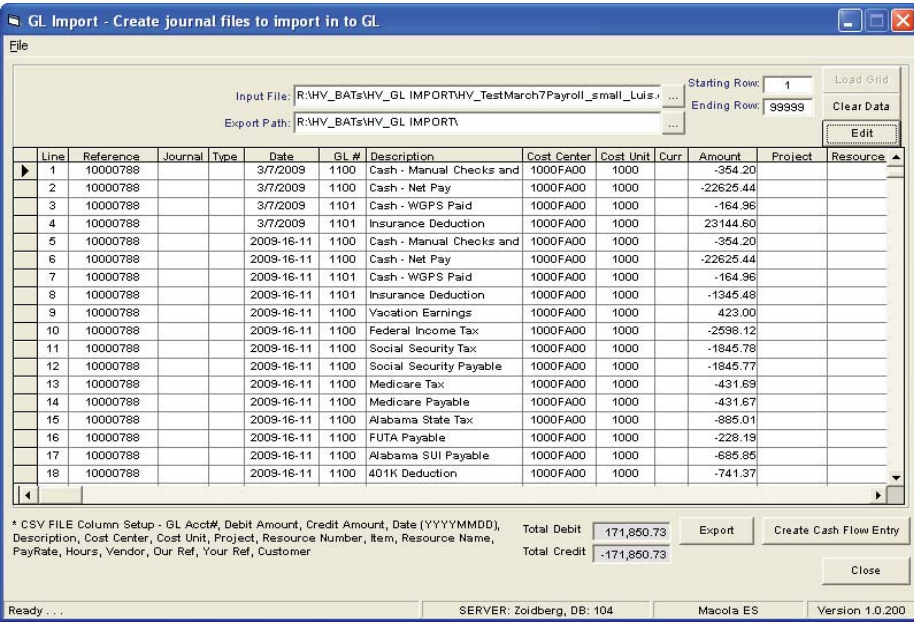 GL Import - Create journal files to import in to GL
File
Input File: R:\HV_BATs\HV_GL IMPORT\HV_TestMarch7Payroll_small_Luis. ...
Starting Row: 1
Load Grid
Export Path: R:\HV_BATs\HV_GL IMPORT\ ...
Ending Row: 99999
Clear Data
Edit
Line Reference Journal Type Date GL # Description Cost Center Cost Unit Curr Amount Project Resource
1 10000788 3/7/2009 1100 Cash - Manual Checks and 1000FA00 1000 -354.20
2 10000788 3/7/2009 1100 Cash - Net Pay 1000FA00 1000 -22625.44
3 10000788 3/7/2009 1101 Cash - WGPS Paid 1000FA00 1000 -164.96
4 10000788 3/7/2009 1101 Insurance Deduction 1000FA00 1000 23144.60
5 10000788 2009-16-11 1100 Cash - Manual Checks and 1000FA00 1000 -354.20
6 10000788 2009-16-11 1100 Cash - Net Pay 1000FA00 1000 -22625.44
7 10000788 2009-16-11 1101 Cash - WGPS Paid 1000FA00 1000 -164.96
8 10000788 2009-16-11 1101 Insurance Deduction 1000FA00 1000 -1345.48
9 10000788 2009-16-11 1100 Vacation Earnings 1000FA00 1000 423.00
10 10000788 2009-16-11 1100 Federal Income Tax 1000FA00 1000 -2598.12
11 10000788 2009-16-11 1100 Social Security Tax 1000FA00 1000 -1845.78
12 10000788 2009-16-11 1100 Social Security Payable 1000FA00 1000 -1845.77
13 10000788 2009-16-11 1100 Medicare Tax 1000FA00 1000 -431.69
14 10000788 2009-16-11 1100 Medicare Payable 1000FA00 1000 -431.67
15 10000788 2009-16-11 1100 Alabama State Tax 1000FA00 1000 -885.01
16 10000788 2009-16-11 1100 FUTA Payable 1000FA00 1000 -228.19
17 10000788 2009-16-11 1100 Alabama SUI Payable 1000FA00 1000 -685.85
18 10000788 2009-16-11 1100 401K Deduction 1000FA00 1000 -741.37
* CSV FILE Column Setup - GL Acct#, Debit Amount, Credit Amount, Date (YYYYMMDD),
Description, Cost Center, Cost Unit, Project, Resource Number, Item, Resource Name,
PayRate, Hours, Vendor, Our Ref, Your Ref, Customer
Total Debit 171,850.73
Total Credit -171,850.73
Export
Create Cash Flow Entry
Close
Ready . . .
SERVER: Zoidberg, DB: 104
Macola ES
Version 1.0.200